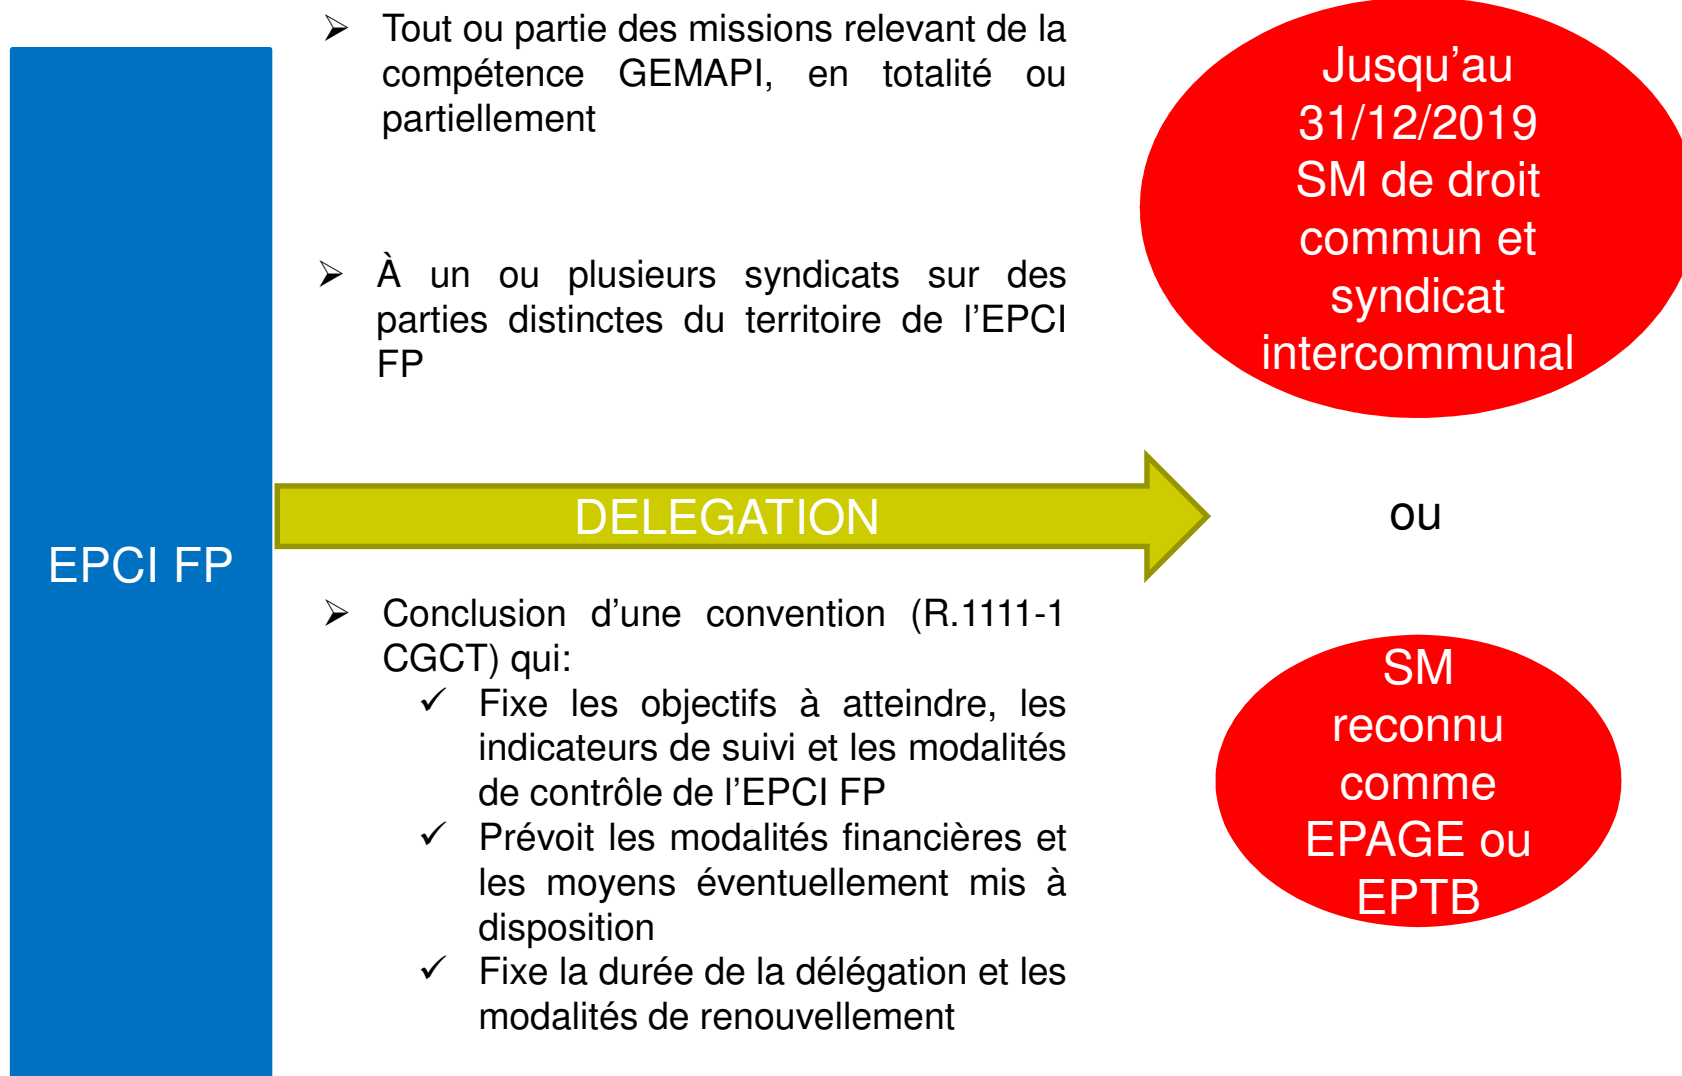 EPCI FP
Tout ou partie des missions relevant de la
compétence GEMAPI, en totalité ou
partiellement
À un ou plusieurs syndicats sur des
parties distinctes du territoire de l’EPCI
FP
DELEGATION
Conclusion d’une convention (R.1111-1
CGCT) qui:
Fixe les objectifs à atteindre, les
indicateurs de suivi et les modalités
de contrôle de l’EPCI FP
Prévoit les modalités financières et
les moyens éventuellement mis à
disposition
Fixe la durée de la délégation et les
modalités de renouvellement
Jusqu’au
31/12/2019
SM de droit
commun et
syndicat
intercommunal
ou
SM
reconnu
comme
EPAGE ou
EPTB